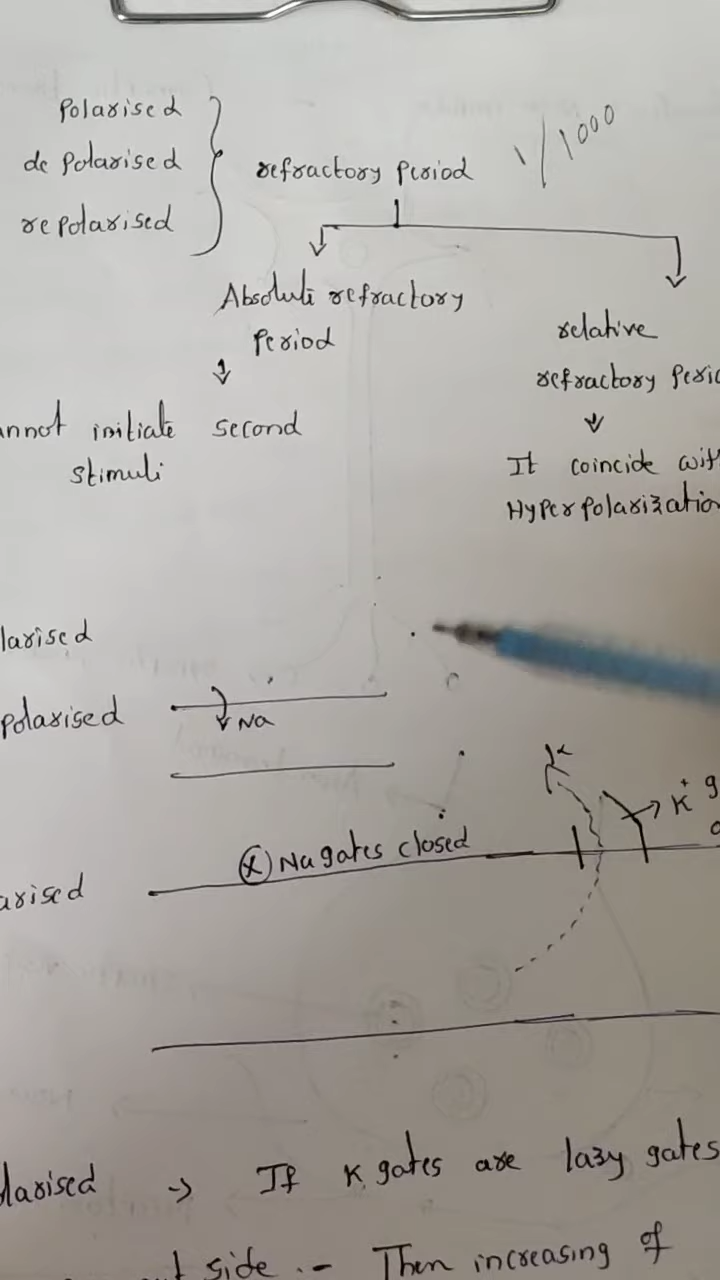 Polarised
de polarised
repolarised
refractory period
1/1000
Absolute refractory
period
relative
refractory peri
annot initiate second
stimuli
It coincide wit
Hyperpolarization
larised
polarised
Na
K
K+ g
(x) Na gates closed
arised
larised → If K gates are lazy gates
side .- Then increasing of